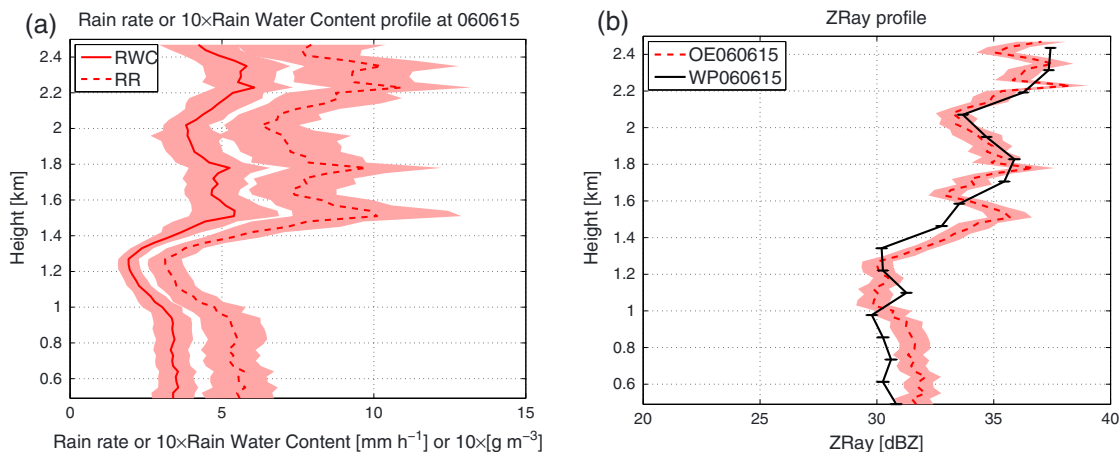 (a)
Rain rate or 10×Rain Water Content profile at 060615
RWC
RR
Height [km]
2.4
2.2
2
1.8
1.6
1.4
1.2
1
0.8
0.6
0 5 10 15
Rain rate or 10×Rain Water Content [mm h⁻¹] or 10×[g m⁻³]
(b)
ZRay profile
OE060615
WP060615
Height [km]
2.4
2.2
2
1.8
1.6
1.4
1.2
1
0.8
0.6
20 25 30 35 40
ZRay [dBZ]